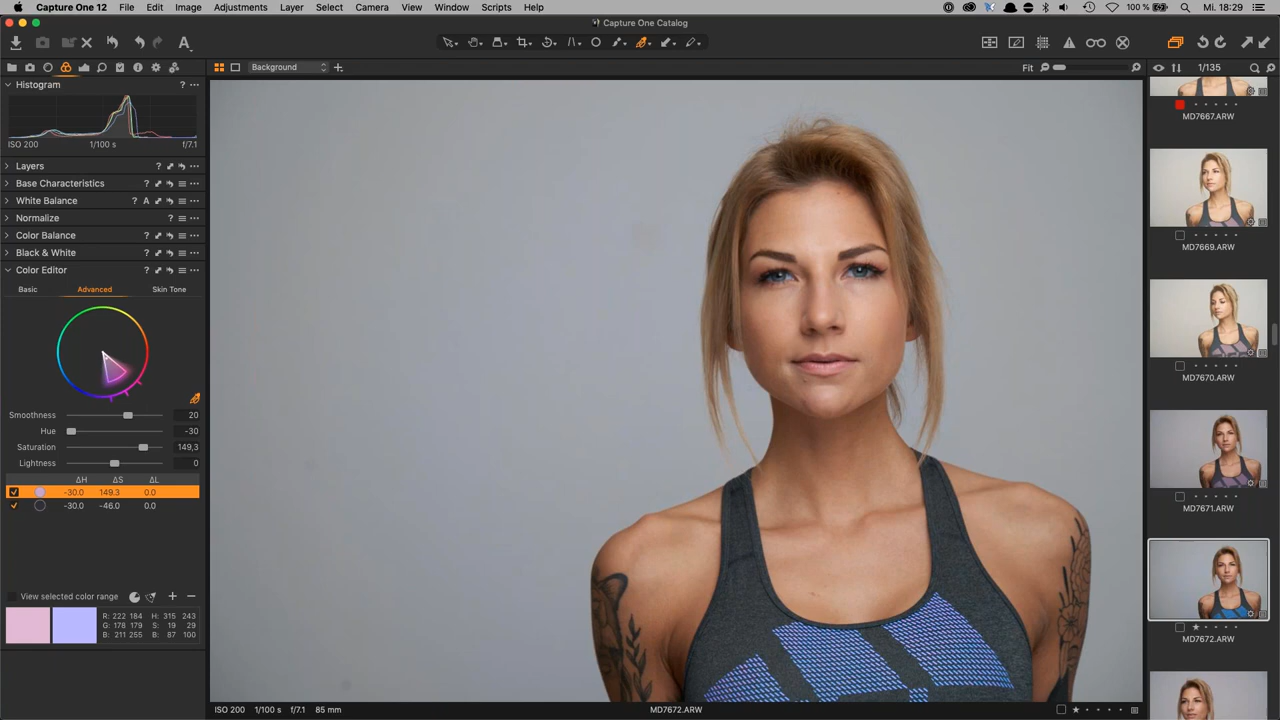 Capture One 12 File Edit Image Adjustments Layer Select Camera View Window Scripts Help 100 % Mi. 18:29
Capture One Catalog
Background Fit 1/135
Histogram ?
ISO 200 1/100 s f/7.1
Layers ?
Base Characteristics ?
White Balance ? A
Normalize ?
Color Balance ?
Black & White ?
Color Editor ?
Basic Advanced Skin Tone
Smoothness 20
Hue -30
Saturation 149,3
Lightness 0
ΔH ΔS ΔL
-30.0 149.3 0.0
-30.0 -46.0 0.0
View selected color range
R: 222 184 H: 315 243
G: 178 179 S: 19 29
B: 211 255 B: 87 100
ISO 200 1/100 s f/7.1 85 mm MD7672.ARW
MD7667.ARW
MD7669.ARW
MD7670.ARW
MD7671.ARW
MD7672.ARW